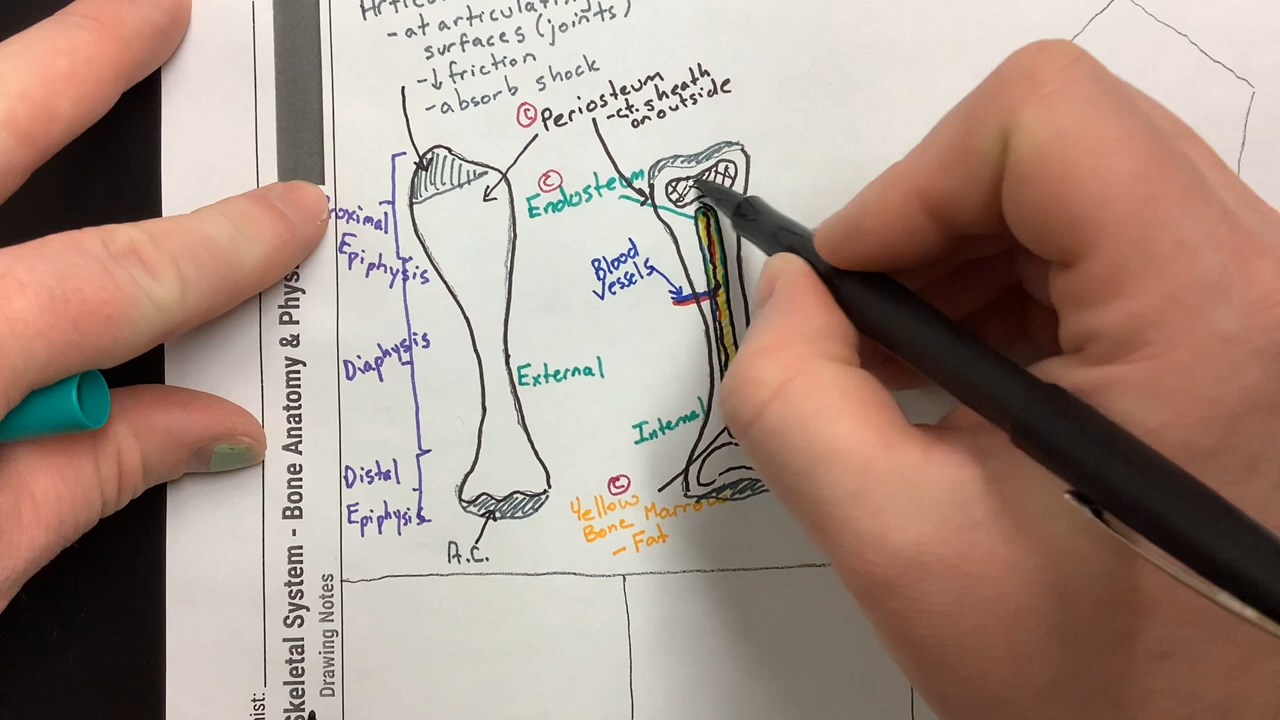 - at articulating
surfaces (joints)
- ↓ friction
- absorb shock
© Periosteum
- c.t. sheath
on outside
© Endosteum
Proximal
Epiphysis
Blood
Vessels
Diaphysis
External
Internal
Distal
Epiphysis
©
Yellow
Bone Marrow
- Fat
A.C.
Skeletal System - Bone Anatomy & Phys
Drawing Notes